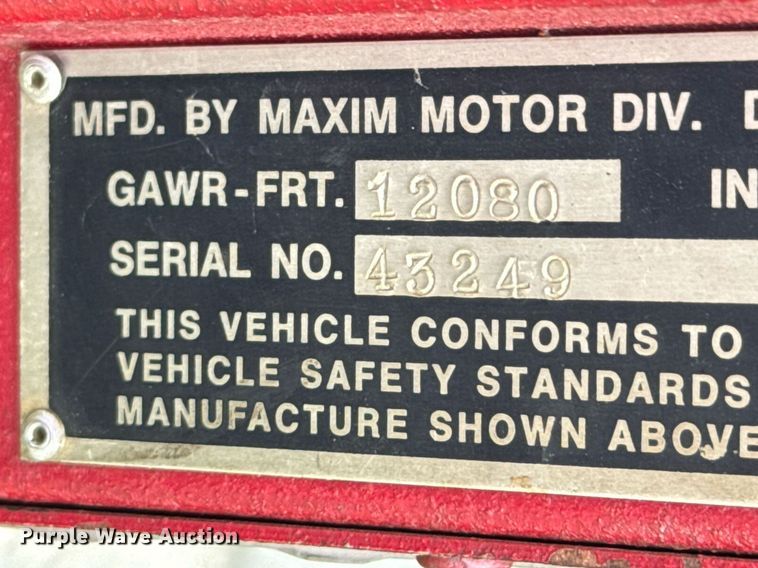 MFD. BY MAXIM MOTOR DIV. D
GAWR-FRT. 12080 IN
SERIAL NO. 43249
THIS VEHICLE CONFORMS TO
VEHICLE SAFETY STANDARDS
MANUFACTURE SHOWN ABOVE
Purple Wave Auction